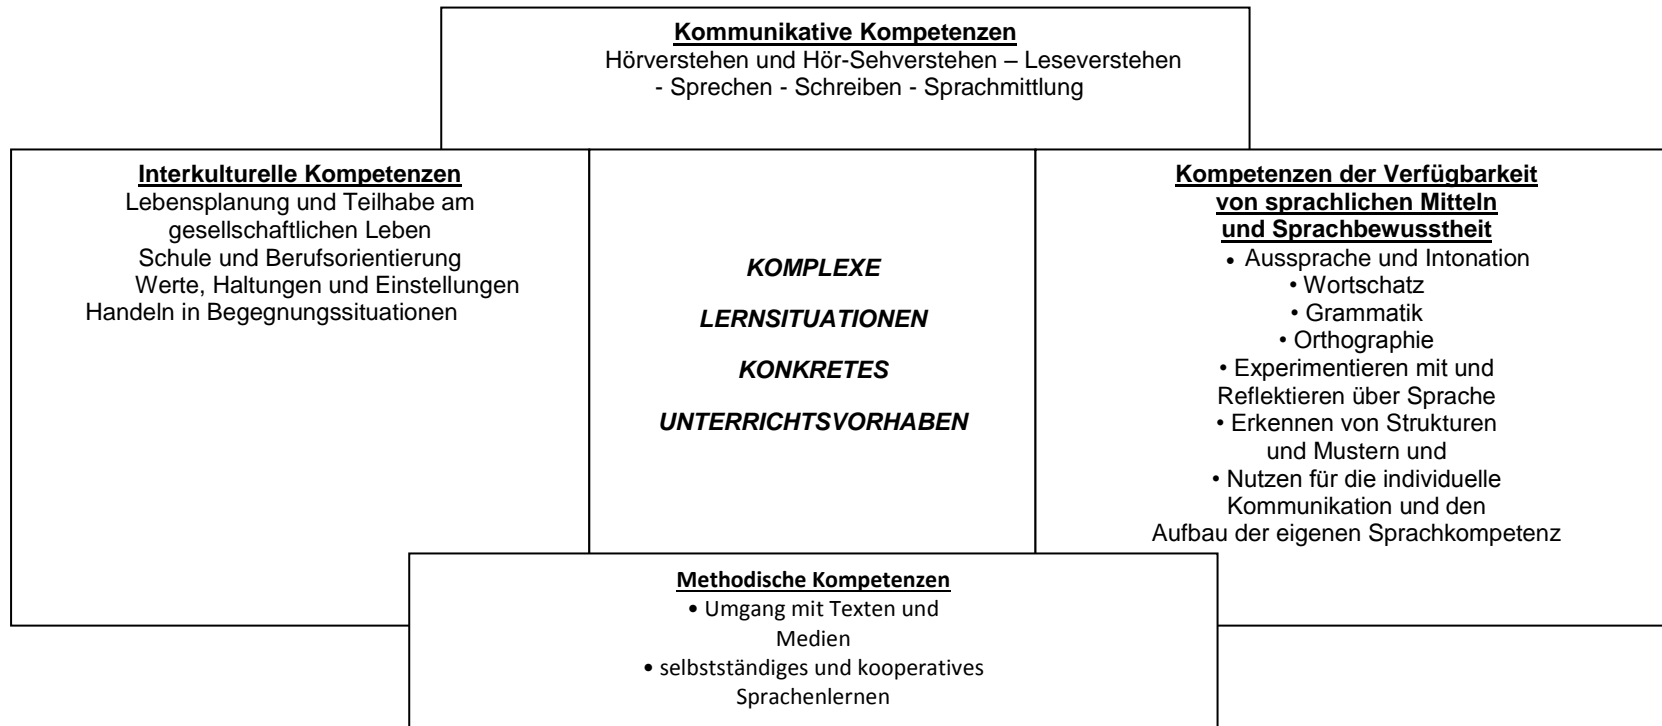 Kommunikative Kompetenzen
Hörverstehen und Hör-Sehverstehen – Leseverstehen
- Sprechen - Schreiben - Sprachmittlung
Interkulturelle Kompetenzen
Lebensplanung und Teilhabe am
gesellschaftlichen Leben
Schule und Berufsorientierung
Werte, Haltungen und Einstellungen
Handeln in Begegnungssituationen
KOMPLEXE
LERNSITUATIONEN
KONKRETES
UNTERRICHTSVORHABEN
Kompetenzen der Verfügbarkeit
von sprachlichen Mitteln
und Sprachbewusstheit
• Aussprache und Intonation
• Wortschatz
• Grammatik
• Orthographie
• Experimentieren mit und
Reflektieren über Sprache
• Erkennen von Strukturen
und Mustern und
• Nutzen für die individuelle
Kommunikation und den
Aufbau der eigenen Sprachkompetenz
Methodische Kompetenzen
• Umgang mit Texten und
Medien
• selbstständiges und kooperatives
Sprachenlernen